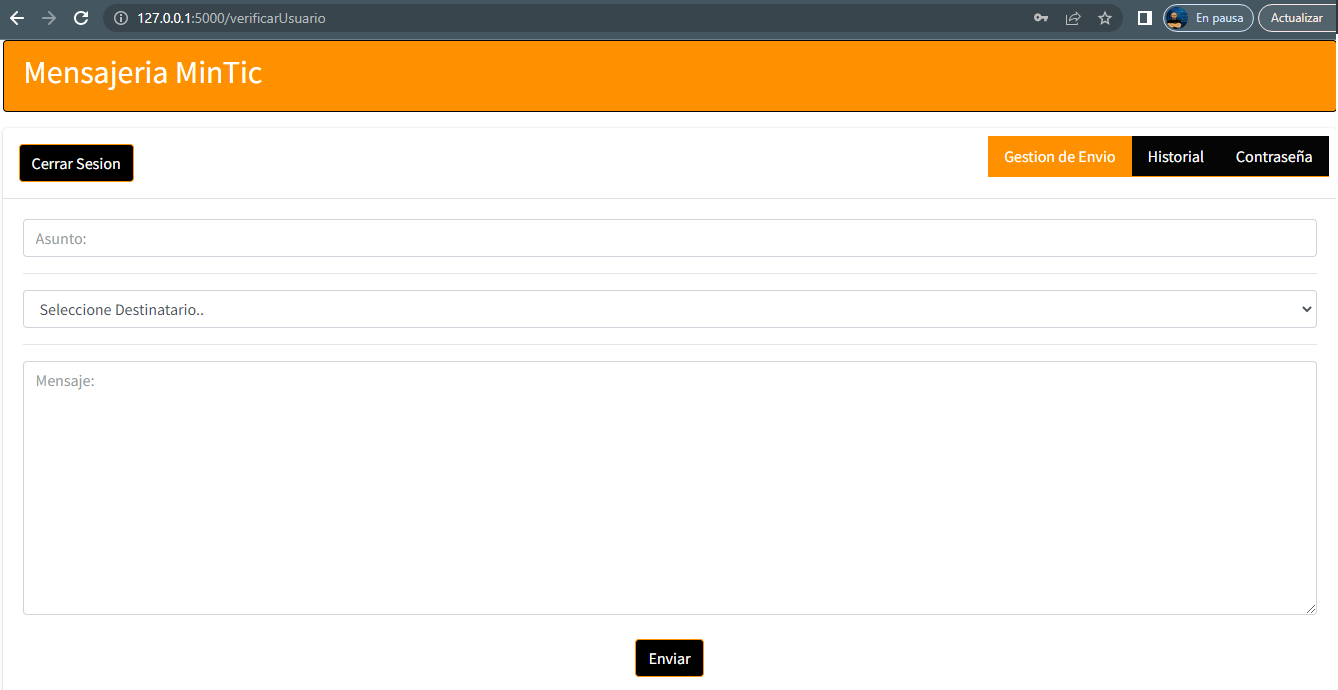 127.0.0.1:5000/verificarUsuario En pausa Actualizar
Mensajeria MinTic
Cerrar Sesion Gestion de Envio Historial Contraseña
Asunto:
Seleccione Destinatario..
Mensaje:
Enviar